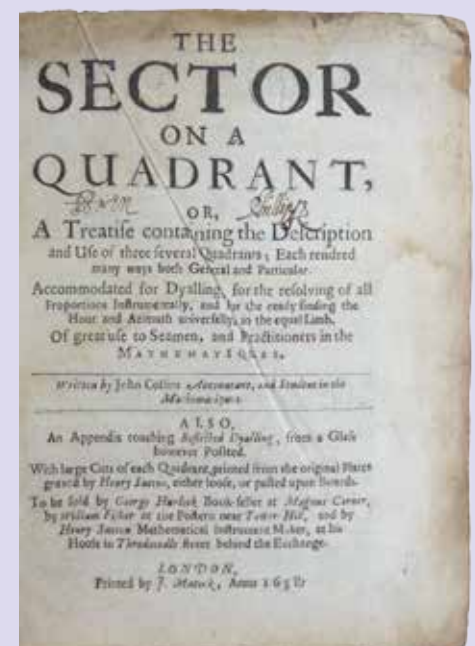 THE
SECTOR
ON A
QUADRANT,
OR,
A Treatiſe containing the Deſcription
and Uſe of three ſeveral Quadrants; Each rendred
many ways both General and Particular.
Accommodated for Dyalling, for the reſolving of all
Proportions Inſtrumentally, and for the ready finding the
Hour and Azimuth univerſally, in the equal Limb.
Of great uſe to Seamen, and Practitioners in the
MATHEMATIQUES.
Written by John Collins Accountant, and Student in the
Mathematiques.
ALSO,
An Appendix touching Reflected Dyalling, from a Glaſs
however Poſited.
With large Cuts of each Quadrant, printed from the original Plates
graved by Henry Sutton, either looſe, or paſted upon Boards.
To be ſold by George Hurlock Book-ſeller at Magnus Corner,
by William Fiſher at the Poſtern near Tower Hill, and by
Henry Sutton Mathematical Inſtrument Maker, at his
Houſe in Threadneedle ſtreet behind the Exchange.
LONDON,
Printed by J. Anno